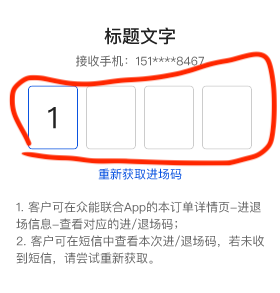 标题文字
接收手机：151****8467
1
重新获取进场码
1. 客户可在众能联合App的本订单详情页-进退
场信息-查看对应的进/退场码；
2. 客户可在短信中查看本次进/退场码，若未收
到短信，请尝试重新获取。